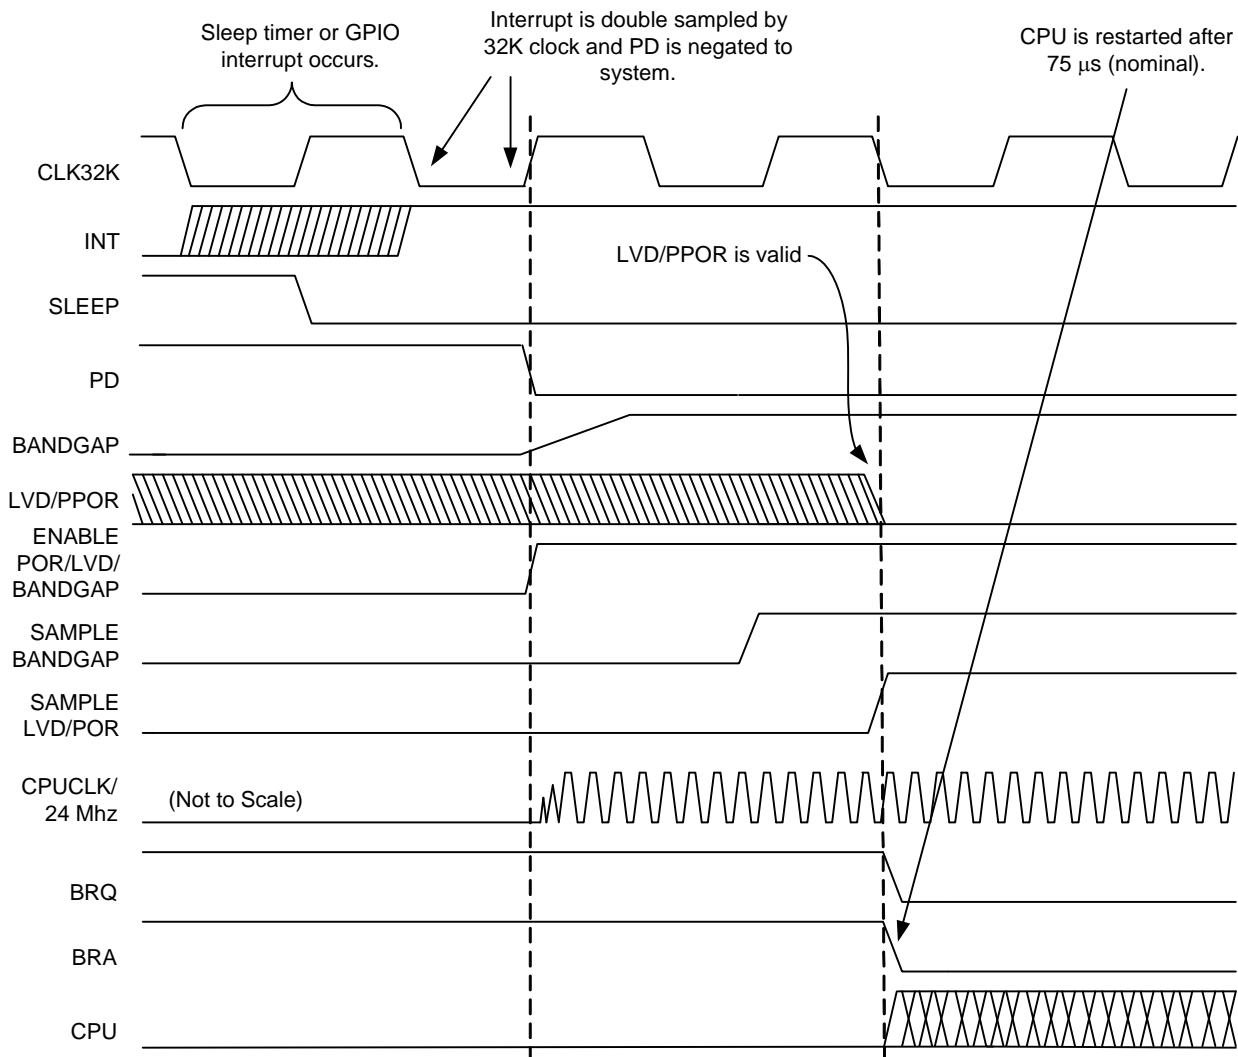 Sleep timer or GPIO
interrupt occurs.
Interrupt is double sampled by
32K clock and PD is negated to
system.
CPU is restarted after
75 μs (nominal).
CLK32K
INT
LVD/PPOR is valid
SLEEP
PD
BANDGAP
LVD/PPOR
ENABLE
POR/LVD/
BANDGAP
SAMPLE
BANDGAP
SAMPLE
LVD/POR
CPUCLK/
24 Mhz
(Not to Scale)
BRQ
BRA
CPU